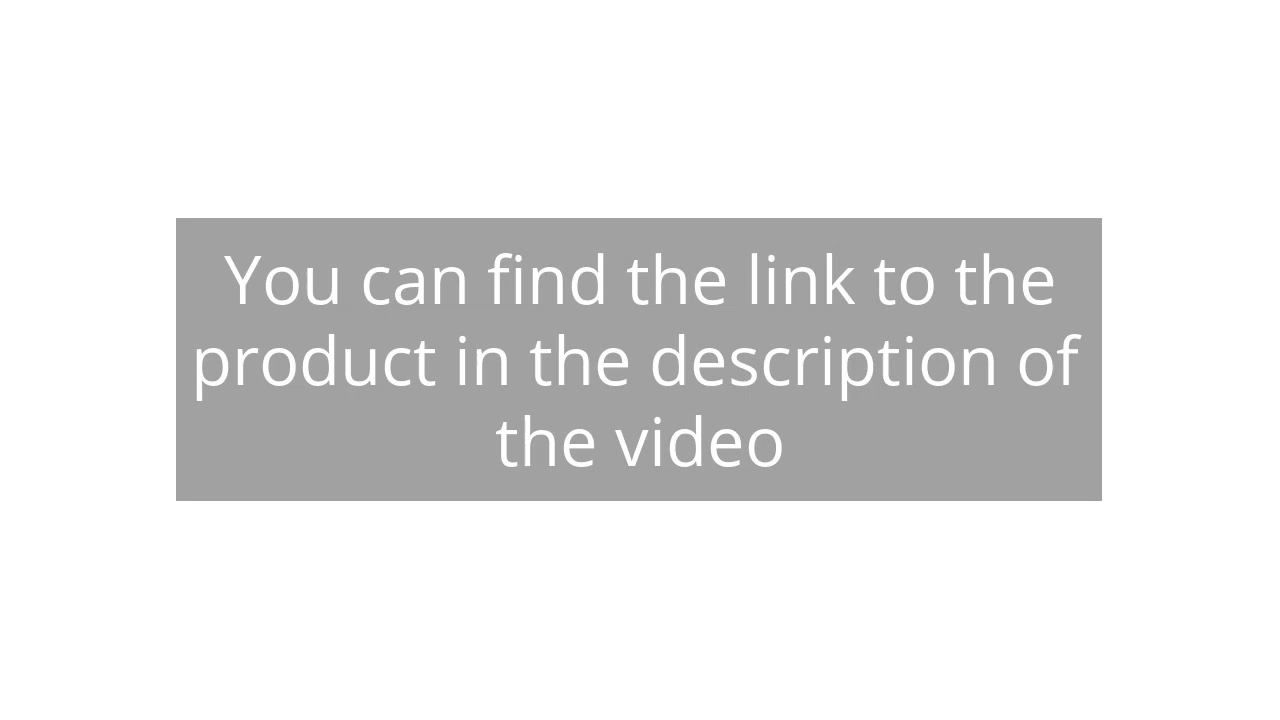 You can find the link to the
product in the description of
the video